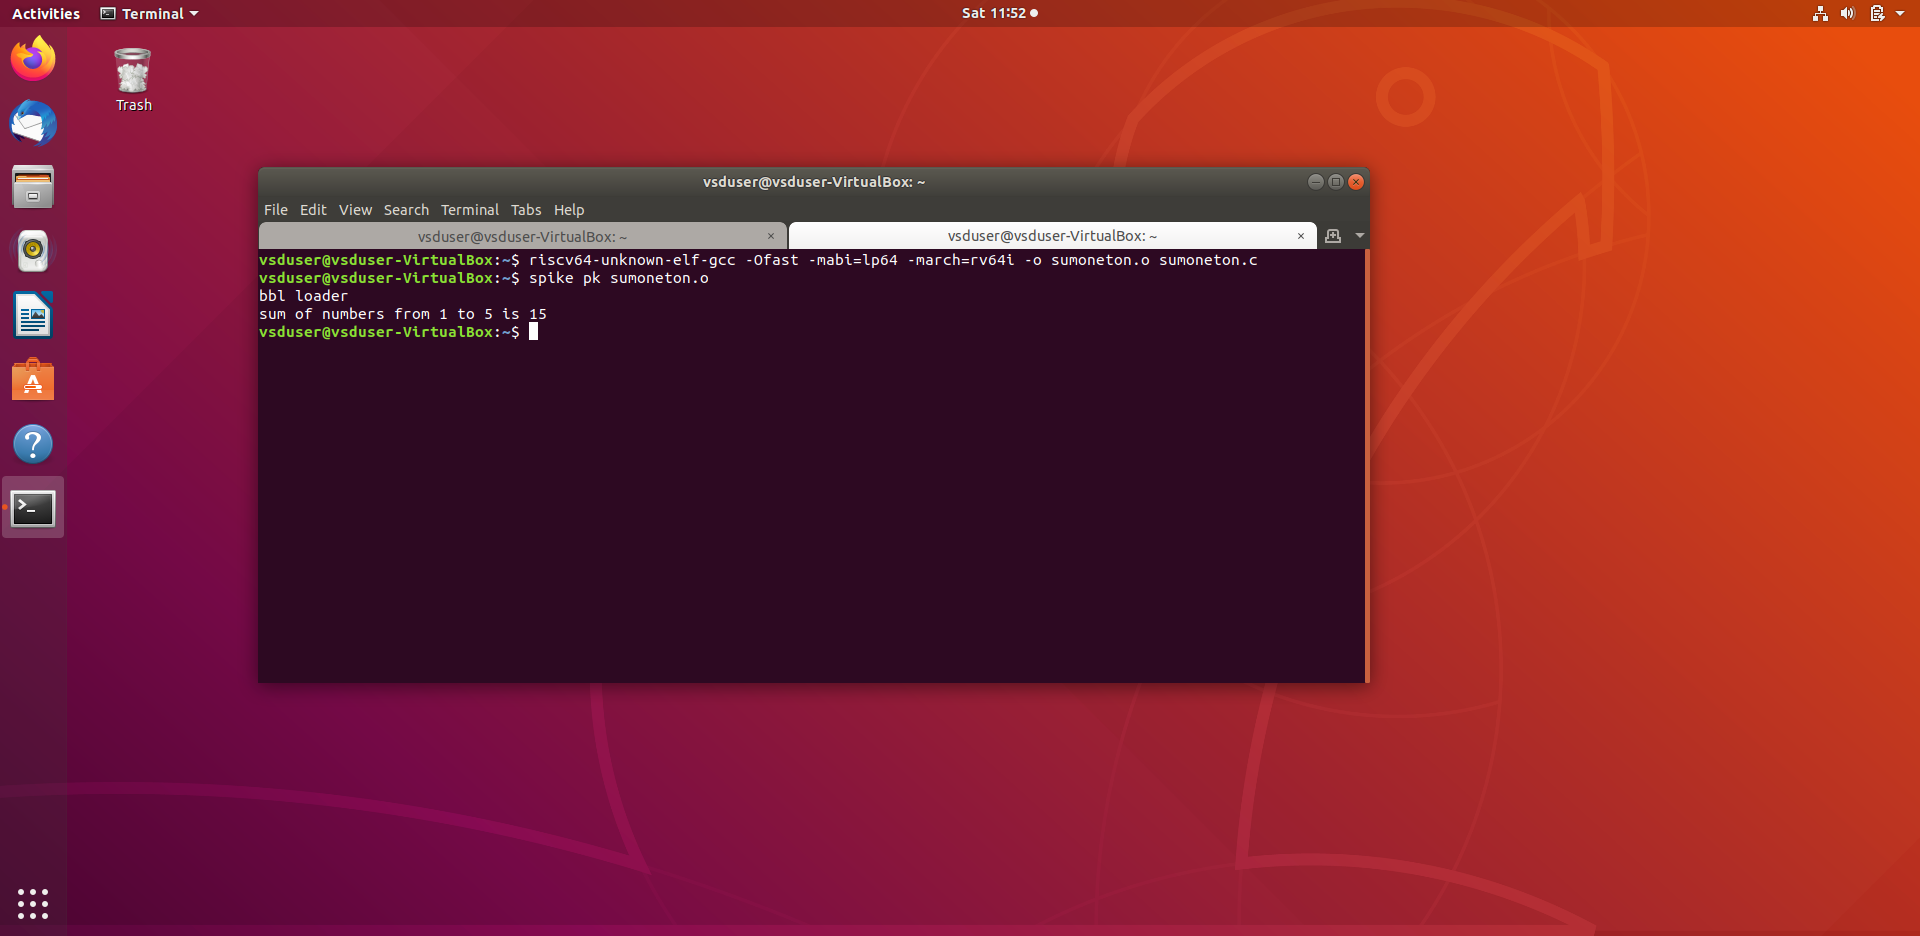 Activities
Terminal
Sat 11:52
Trash
vsduser@vsduser-VirtualBox: ~
File Edit View Search Terminal Tabs Help
vsduser@vsduser-VirtualBox: ~
vsduser@vsduser-VirtualBox: ~
vsduser@vsduser-VirtualBox:~$ riscv64-unknown-elf-gcc -Ofast -mabi=lp64 -march=rv64i -o sumoneton.o sumoneton.c
vsduser@vsduser-VirtualBox:~$ spike pk sumoneton.o
bbl loader
sum of numbers from 1 to 5 is 15
vsduser@vsduser-VirtualBox:~$